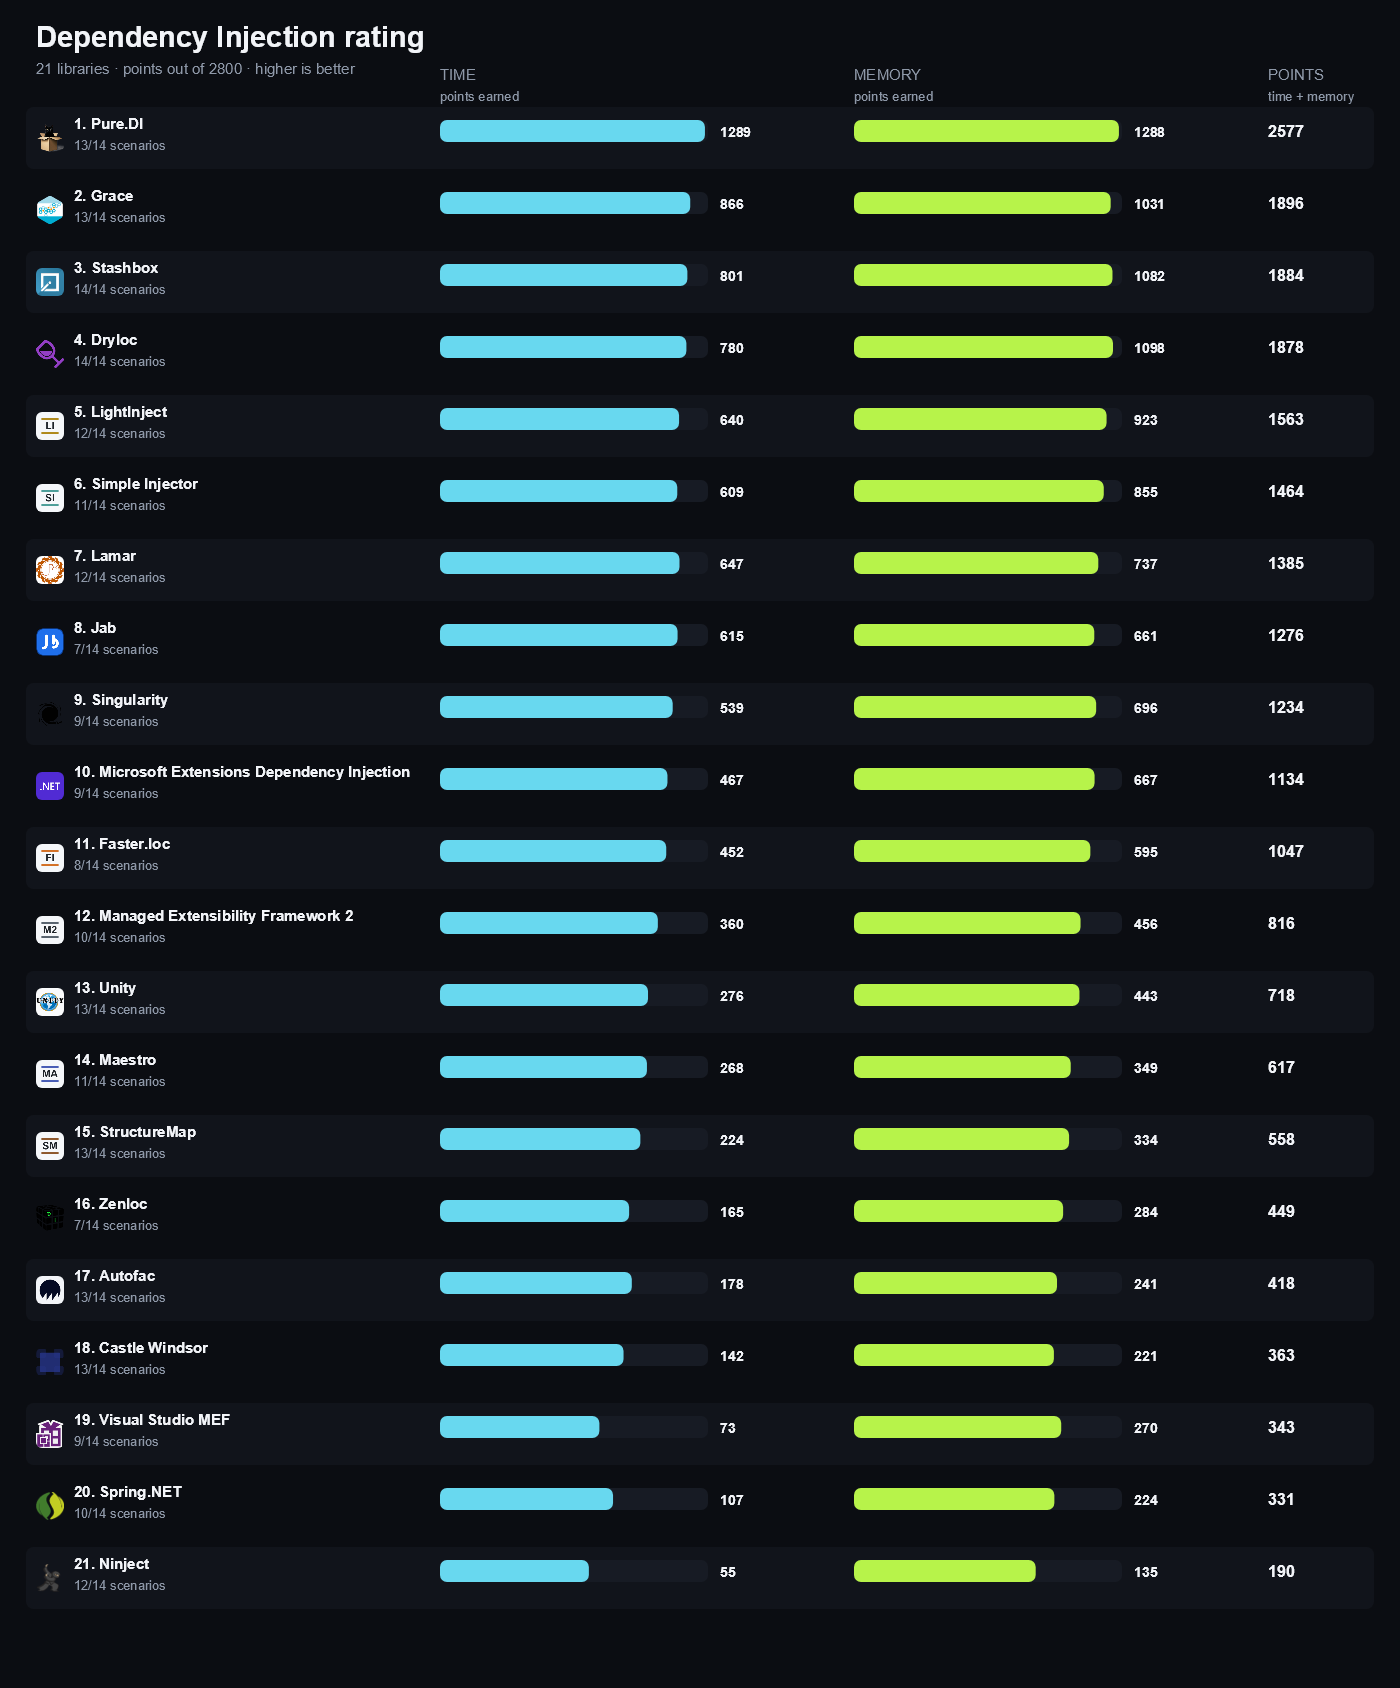 Dependency Injection rating
21 libraries · points out of 2800 · higher is better
TIME MEMORY POINTS
points earned points earned time + memory
1. Pure.DI
1289 1288 2577
13/14 scenarios
2. Grace
866 1031 1896
13/14 scenarios
3. Stashbox
801 1082 1884
14/14 scenarios
4. DryIoc
780 1098 1878
14/14 scenarios
LI
5. LightInject
640 923 1563
12/14 scenarios
SI
6. Simple Injector
609 855 1464
11/14 scenarios
7. Lamar
647 737 1385
12/14 scenarios
Jb
8. Jab
615 661 1276
7/14 scenarios
9. Singularity
539 696 1234
9/14 scenarios
.NET
10. Microsoft Extensions Dependency Injection
467 667 1134
9/14 scenarios
FI
11. Faster.Ioc
452 595 1047
8/14 scenarios
M2
12. Managed Extensibility Framework 2
360 456 816
10/14 scenarios
UNITY
13. Unity
276 443 718
13/14 scenarios
MA
14. Maestro
268 349 617
11/14 scenarios
SM
15. StructureMap
224 334 558
13/14 scenarios
16. ZenIoc
165 284 449
7/14 scenarios
17. Autofac
178 241 418
13/14 scenarios
18. Castle Windsor
142 221 363
13/14 scenarios
19. Visual Studio MEF
73 270 343
9/14 scenarios
20. Spring.NET
107 224 331
10/14 scenarios
21. Ninject
55 135 190
12/14 scenarios